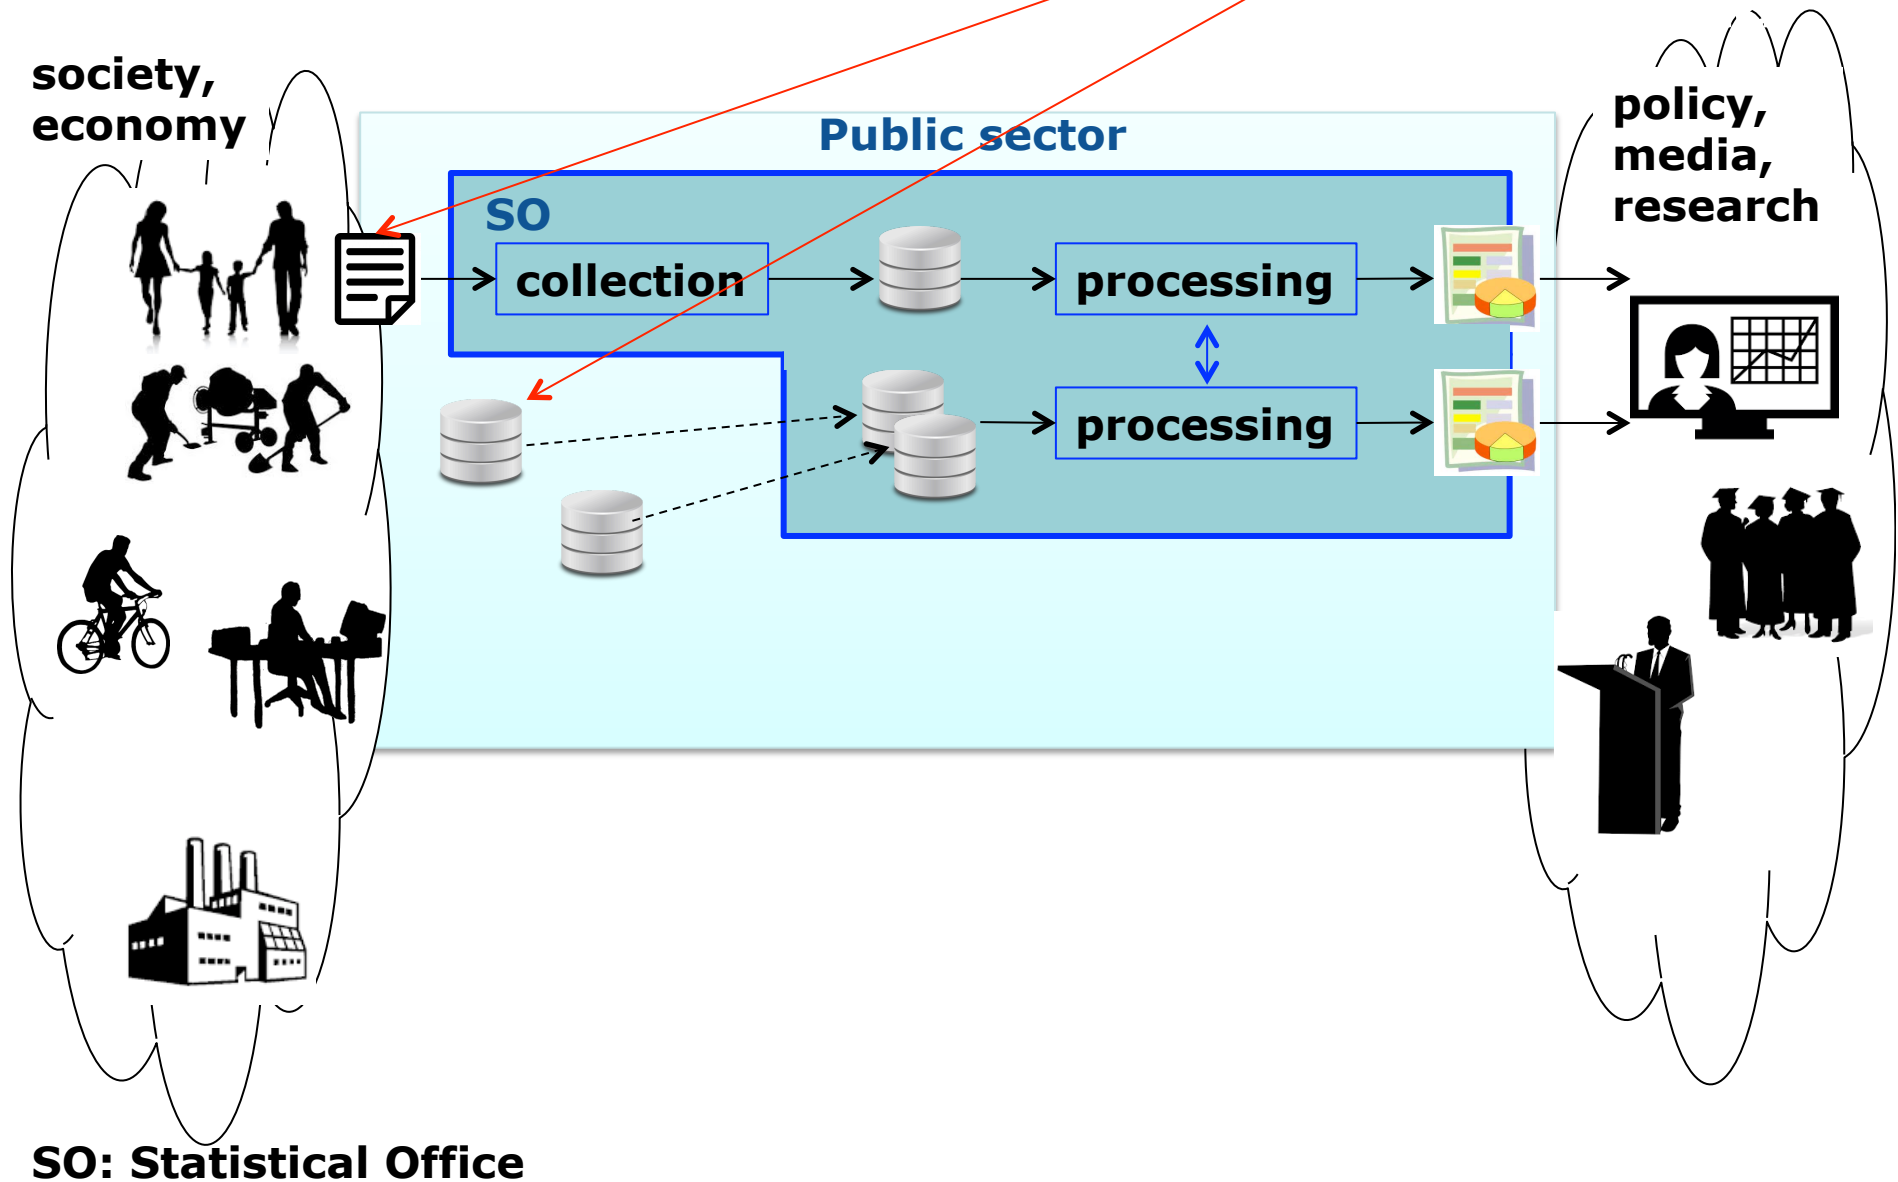 society,
economy
Public sector
policy,
media,
research
SO
collection
processing
processing
SO: Statistical Office